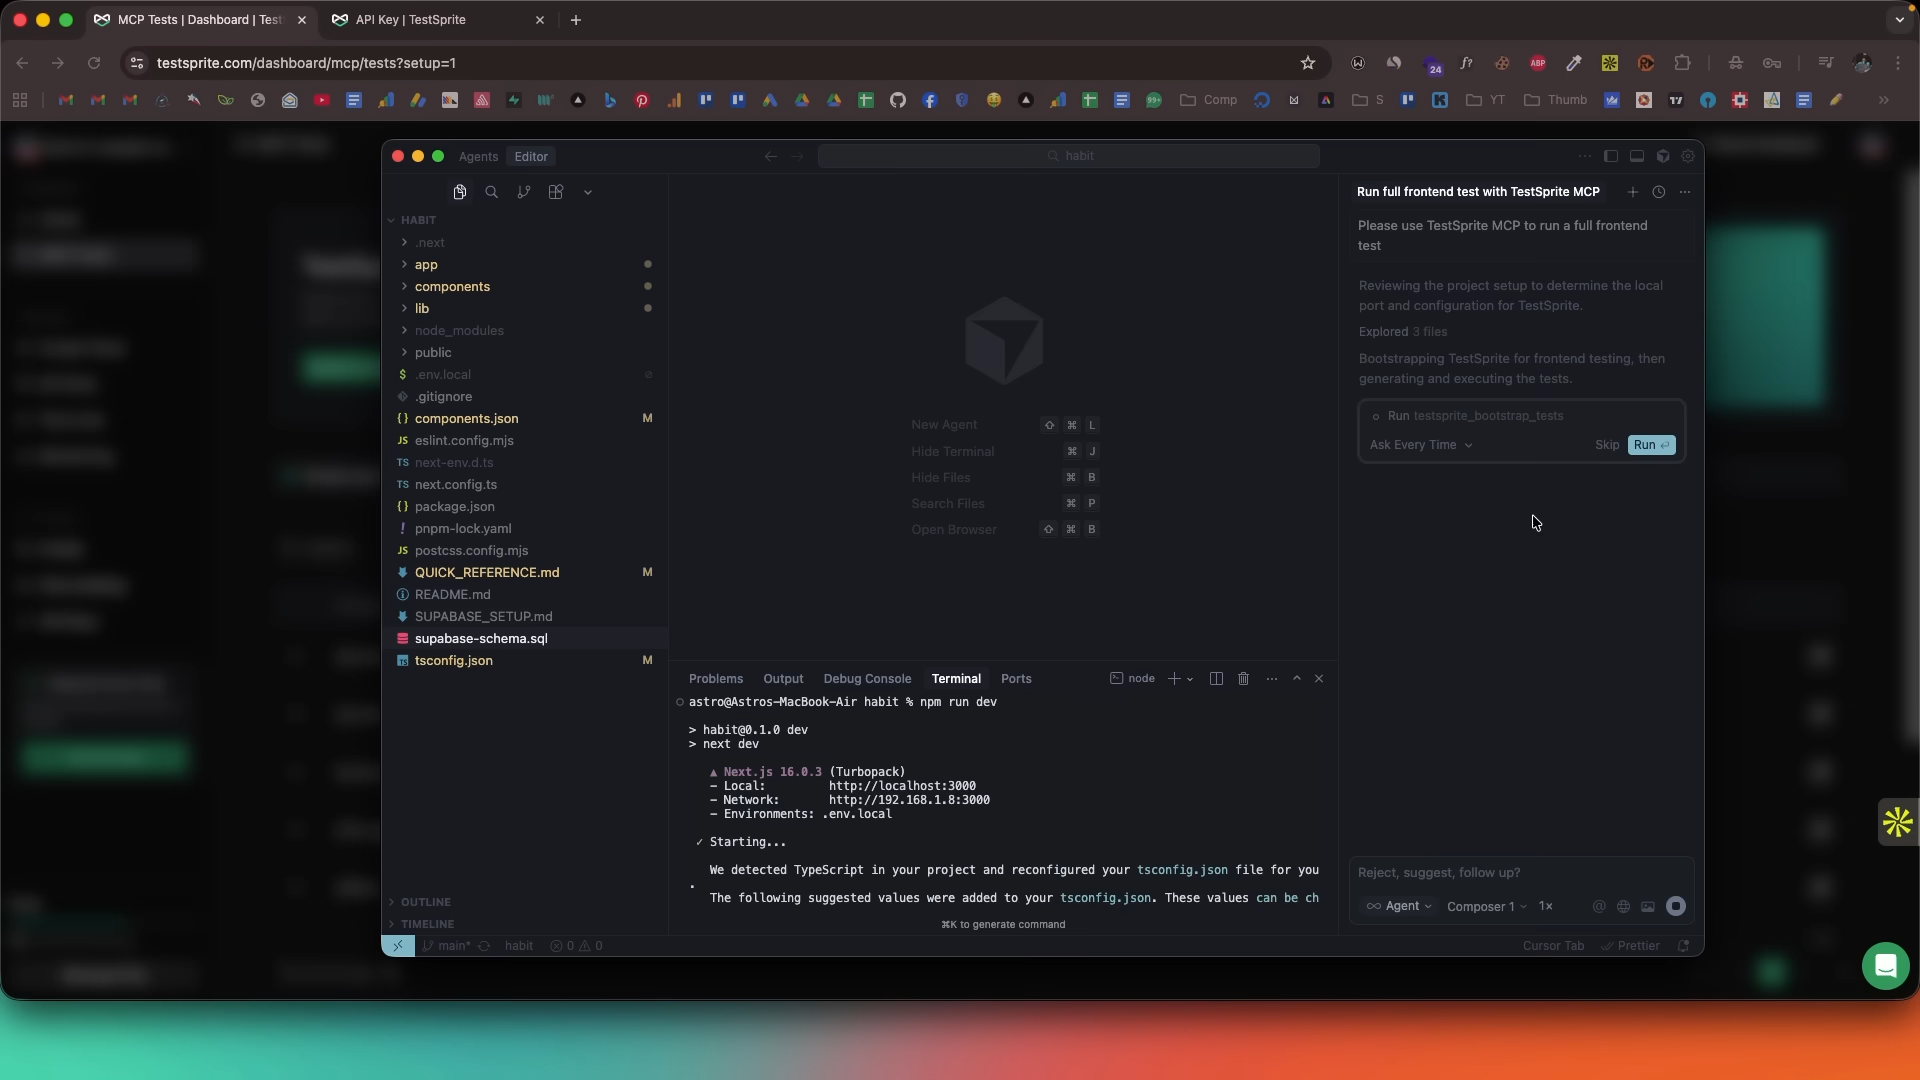 MCP Tests | Dashboard | Test
API Key | TestSprite
testsprite.com/dashboard/mcp/tests?setup=1
24
f?
ABP
99+
Comp
S
YT
Thumb
Agents
Editor
habit
HABIT
.next
app
components
lib
node_modules
public
$ .env.local
.gitignore
{} components.json M
JS eslint.config.mjs
TS next-env.d.ts
TS next.config.ts
{} package.json
! pnpm-lock.yaml
JS postcss.config.mjs
QUICK_REFERENCE.md M
README.md
SUPABASE_SETUP.md
supabase-schema.sql
tsconfig.json M
OUTLINE
TIMELINE
New Agent ⇧ ⌘ L
Hide Terminal ⌘ J
Hide Files ⌘ B
Search Files ⌘ P
Open Browser ⇧ ⌘ B
Problems Output Debug Console Terminal Ports
node
astro@Astros-MacBook-Air habit % npm run dev
> habit@0.1.0 dev
> next dev
▲ Next.js 16.0.3 (Turbopack)
- Local: http://localhost:3000
- Network: http://192.168.1.8:3000
- Environments: .env.local
✓ Starting...
We detected TypeScript in your project and reconfigured your tsconfig.json file for you
.
The following suggested values were added to your tsconfig.json. These values can be ch
⌘K to generate command
Run full frontend test with TestSprite MCP
Please use TestSprite MCP to run a full frontend
test
Reviewing the project setup to determine the local
port and configuration for TestSprite.
Explored 3 files
Bootstrapping TestSprite for frontend testing, then
generating and executing the tests.
Run testsprite_bootstrap_tests
Ask Every Time
Skip
Run
Reject, suggest, follow up?
Agent
Composer 1
1×
main*
habit
0
0
Cursor Tab
Prettier